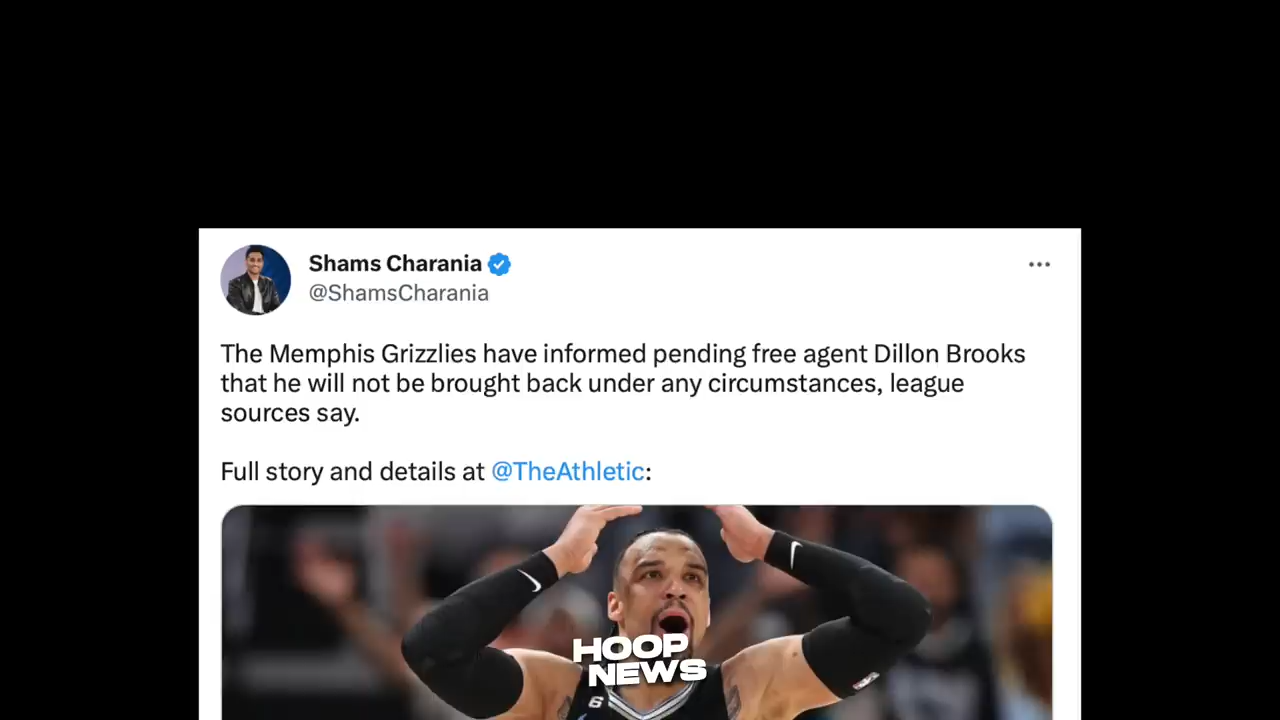 Shams Charania
@ShamsCharania
The Memphis Grizzlies have informed pending free agent Dillon Brooks
that he will not be brought back under any circumstances, league
sources say.
Full story and details at @TheAthletic:
HOOP
NEWS
6